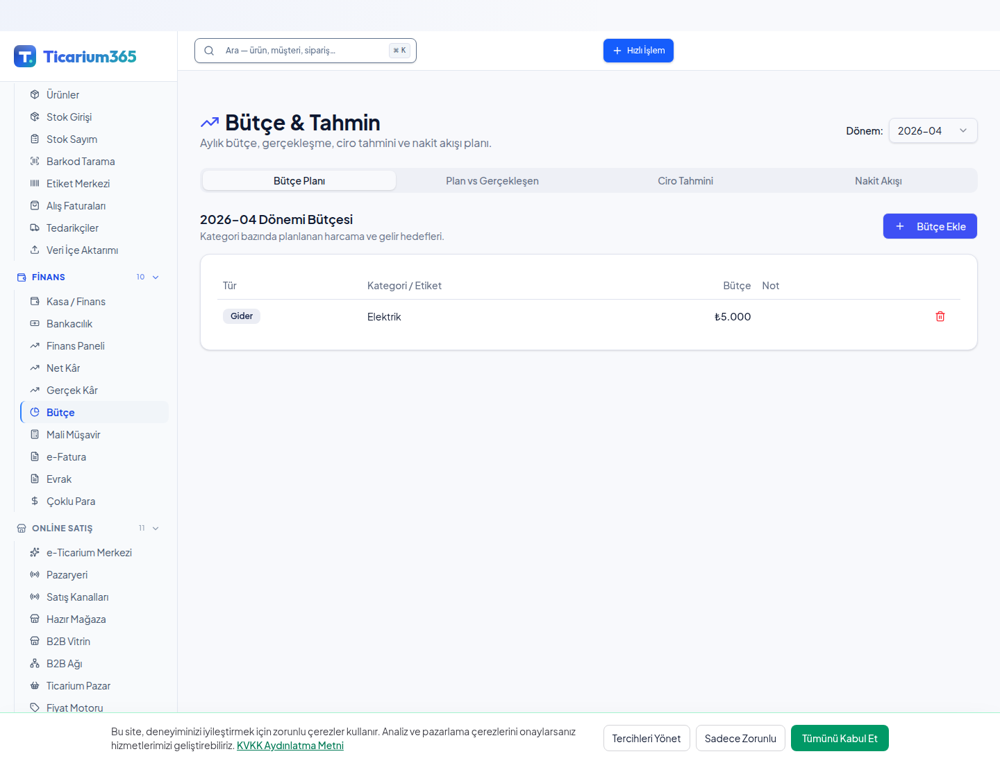 Ticarium365
Ara — ürün, müşteri, sipariş...
⌘ K
Hızlı İşlem
Ürünler
Stok Girişi
Stok Sayım
Barkod Tarama
Etiket Merkezi
Alış Faturaları
Tedarikçiler
Veri İçe Aktarımı
FİNANS 10
Kasa / Finans
Bankacılık
Finans Paneli
Net Kâr
Gerçek Kâr
Bütçe
Mali Müşavir
e-Fatura
Evrak
Çoklu Para
ONLİNE SATIŞ 11
e-Ticarium Merkezi
Pazaryeri
Satış Kanalları
Hazır Mağaza
B2B Vitrin
B2B Ağı
Ticarium Pazar
Fiyat Motoru
Bütçe & Tahmin
Aylık bütçe, gerçekleşme, ciro tahmini ve nakit akışı planı.
Dönem: 2026-04
Bütçe Planı Plan vs Gerçekleşen Ciro Tahmini Nakit Akışı
2026-04 Dönemi Bütçesi
Kategori bazında planlanan harcama ve gelir hedefleri.
Bütçe Ekle
Tür Kategori / Etiket Bütçe Not
Gider Elektrik ₺5.000
Bu site, deneyiminizi iyileştirmek için zorunlu çerezler kullanır. Analiz ve pazarlama çerezlerini onaylarsanız
hizmetlerimizi geliştirebiliriz. KVKK Aydınlatma Metni
Tercihleri Yönet Sadece Zorunlu Tümünü Kabul Et